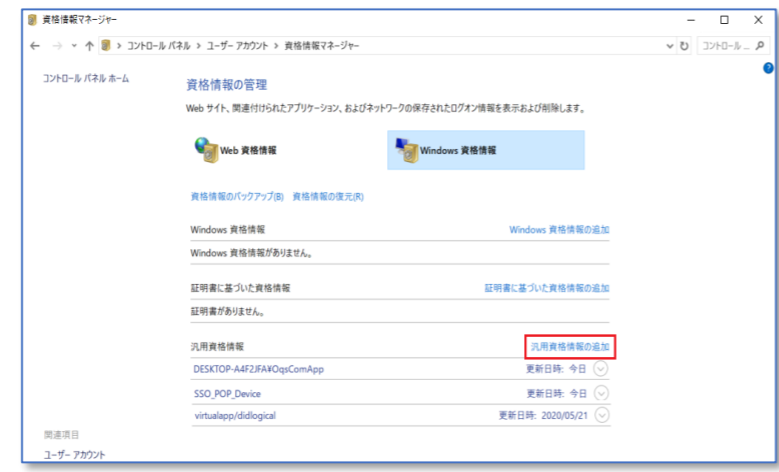 資格情報マネージャー
コントロール パネル > ユーザー アカウント > 資格情報マネージャー
コントロール ...
コントロール パネル ホーム
資格情報の管理
Web サイト、関連付けられたアプリケーション、およびネットワークの保存されたログオン情報を表示および削除します。
Web 資格情報
Windows 資格情報
資格情報のバックアップ(B) 資格情報の復元(R)
Windows 資格情報 Windows 資格情報の追加
Windows 資格情報がありません。
証明書に基づいた資格情報 証明書に基づいた資格情報の追加
証明書がありません。
汎用資格情報 汎用資格情報の追加
DESKTOP-A4F2JFA¥OqsComApp 更新日時: 今日
SSO_POP_Device 更新日時: 今日
virtualapp/didlogical 更新日時: 2020/05/21
関連項目
ユーザー アカウント